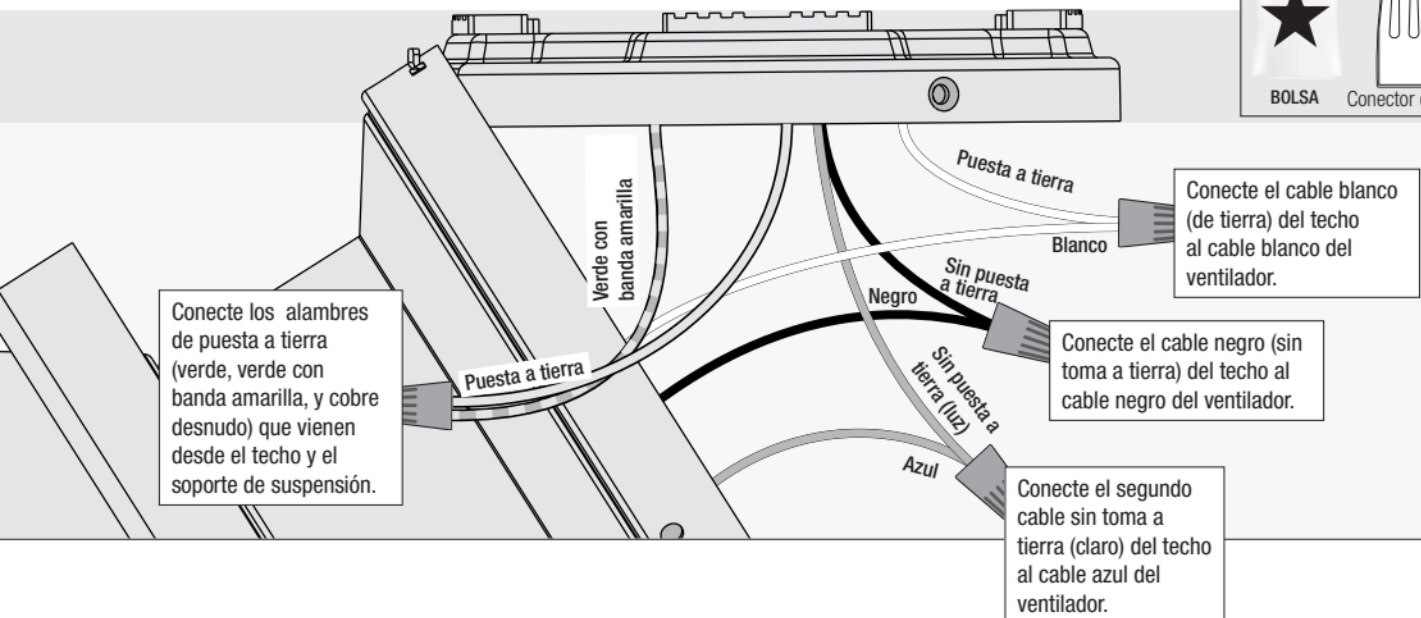 BOLSA
Conector
Puesta a tierra
Conecte el cable blanco
(de tierra) del techo
al cable blanco del
ventilador.
Verde con
banda amarilla
Blanco
Sin puesta
a tierra
Negro
Conecte los alambres
de puesta a tierra
(verde, verde con
banda amarilla, y cobre
desnudo) que vienen
desde el techo y el
soporte de suspensión.
Puesta a tierra
Conecte el cable negro (sin
toma a tierra) del techo al
cable negro del ventilador.
Sin puesta a
tierra (luz)
Azul
Conecte el segundo
cable sin toma a
tierra (claro) del techo
al cable azul del
ventilador.